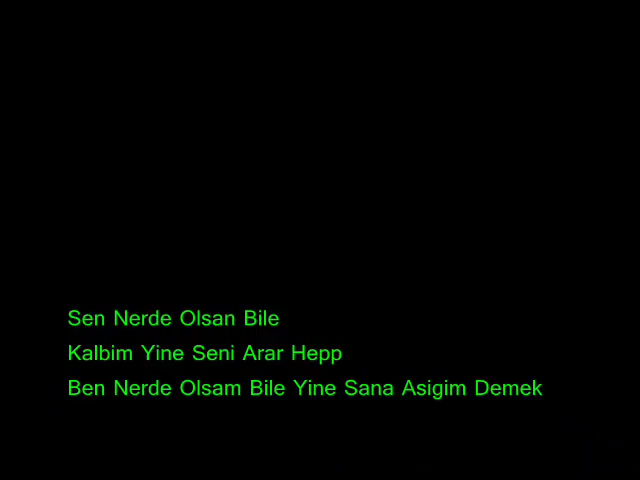 Sen Nerde Olsan Bile
Kalbim Yine Seni Arar Hepp
Ben Nerde Olsam Bile Yine Sana Asigim Demek